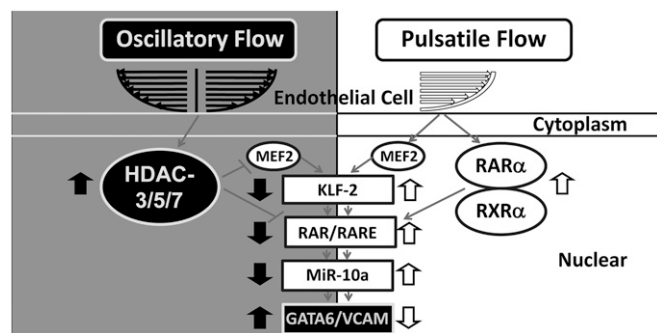 Oscillatory Flow
Pulsatile Flow
Endothelial Cell
Cytoplasm
HDAC-
3/5/7
MEF2
MEF2
RARα
RXRα
KLF-2
RAR/RARE
MiR-10a
GATA6/VCAM
Nuclear